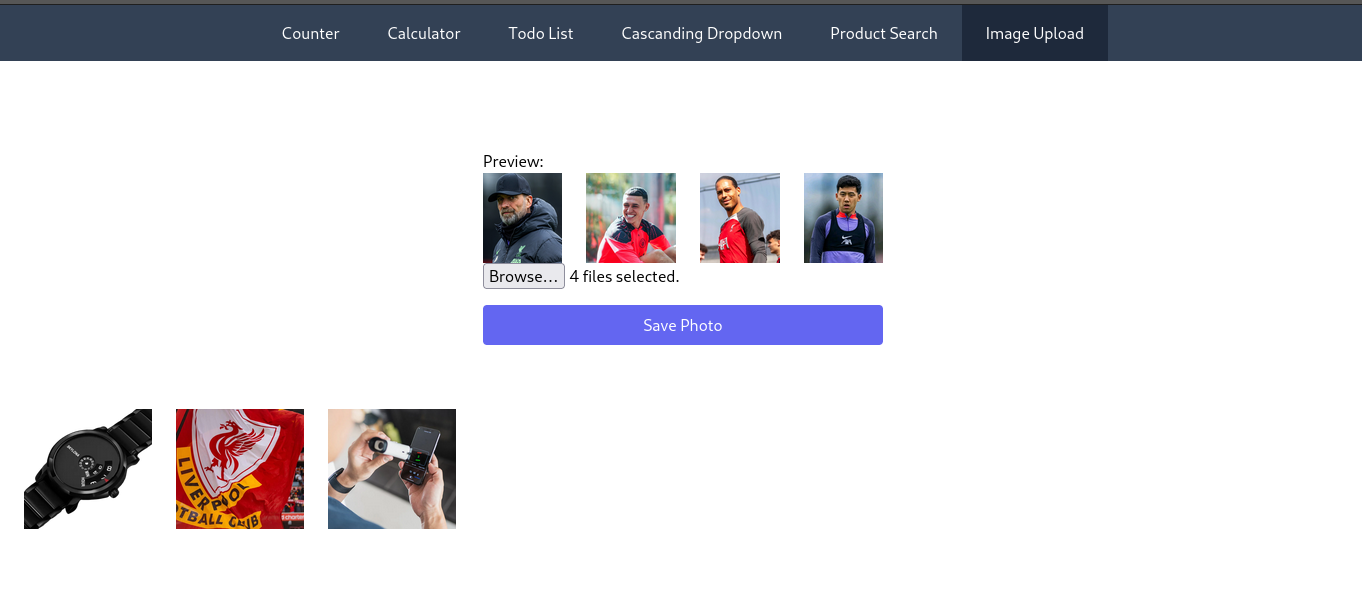 Counter Calculator Todo List Cascanding Dropdown Product Search Image Upload
Preview:
Browse... 4 files selected.
Save Photo
LIVERPOOL
TBALL CLUB